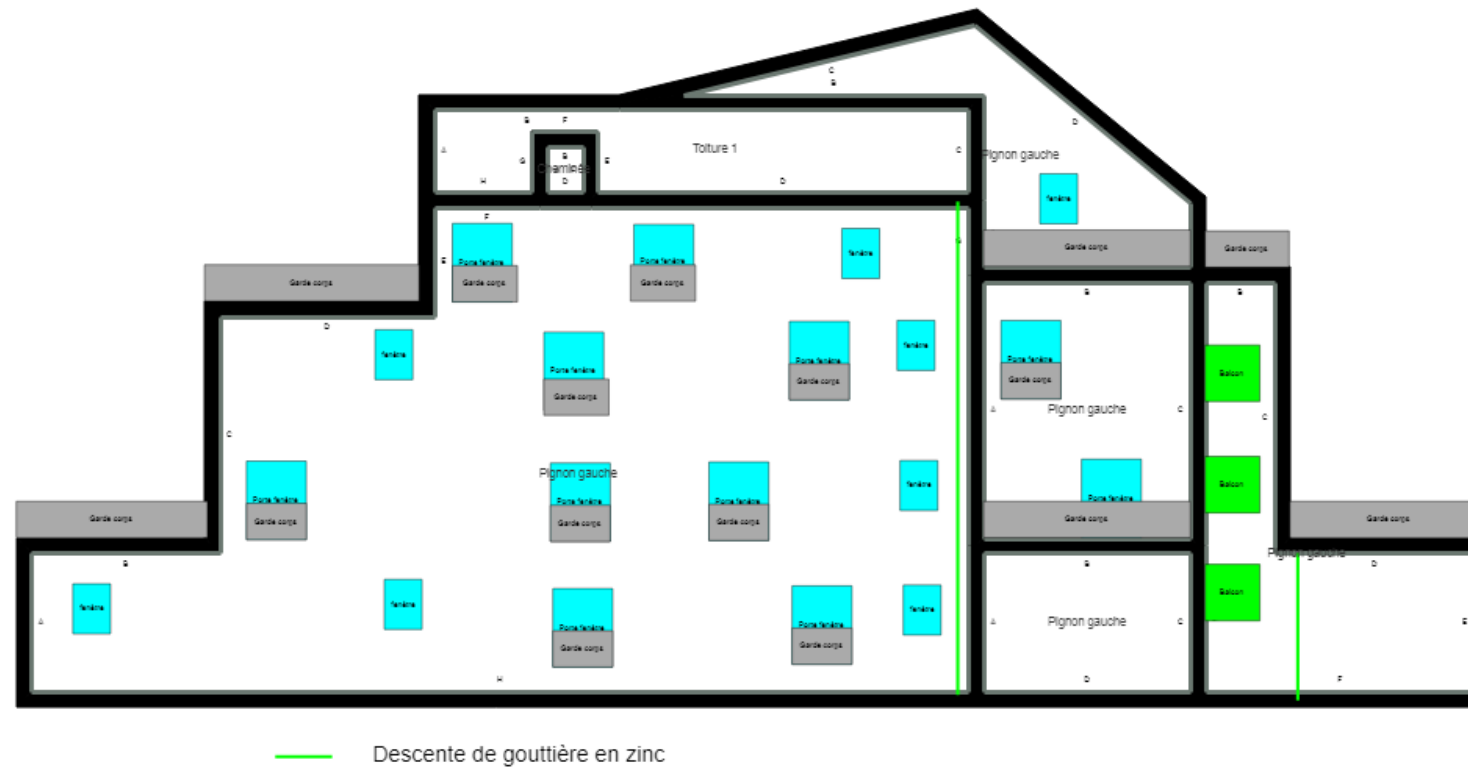 C
B
D
B
F
A
Toiture 1
C
G
B
E
Pignon gauche
Cheminée
H
D
D
fenêtre
F
G
Garde corps
Garde corps
E
fenêtre
Porte fenêtre
Garde corps
Garde corps
Garde corps
B
B
D
fenêtre
fenêtre
Porte fenêtre
Porte fenêtre
Porte fenêtre
Balcon
Garde corps
Garde corps
Garde corps
A
Pignon gauche
C
C
C
Pignon gauche
Porte fenêtre
Porte fenêtre
Porte fenêtre
Porte fenêtre
fenêtre
Balcon
Garde corps
Garde corps
Garde corps
Garde corps
Garde corps
Garde corps
Pignon gauche
B
B
D
fenêtre
fenêtre
fenêtre
Balcon
A
Porte fenêtre
Porte fenêtre
A
Pignon gauche
C
E
Garde corps
Garde corps
H
D
F
Descente de gouttière en zinc